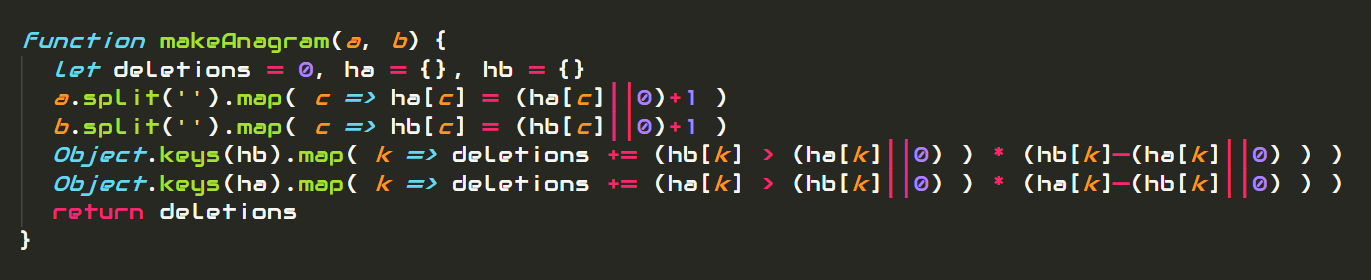 function makeAnagram(a, b) {
let deletions = 0, ha = {}, hb = {}
a.split('').map( c => ha[c] = (ha[c]||0)+1 )
b.split('').map( c => hb[c] = (hb[c]||0)+1 )
Object.keys(hb).map( k => deletions += (hb[k] > (ha[k]||0) ) * (hb[k]-(ha[k]||0) ) )
Object.keys(ha).map( k => deletions += (ha[k] > (hb[k]||0) ) * (ha[k]-(hb[k]||0) ) )
return deletions
}